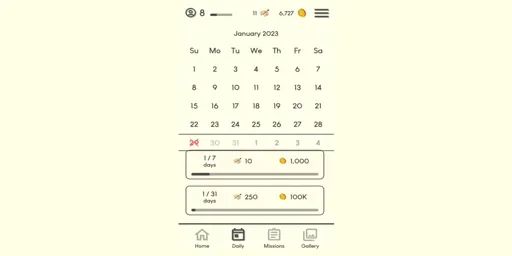 8 11 6,727
January 2023
Su Mo Tu We Th Fr Sa
1 2 3 4 5 6 7
8 9 10 11 12 13 14
15 16 17 18 19 20 21
22 23 24 25 26 27 28
29 30 31 1 2 3 4
1 / 7 10 1,000
days
1 / 31 250 100K
days
Home Daily Missions Gallery